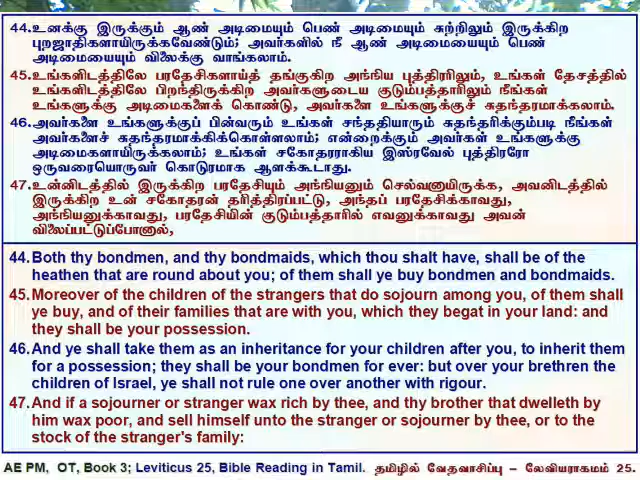 44.உனக்கு இருக்கும் ஆண் அடிமையும் பெண் அடிமையும் சுற்றிலும் இருக்கிற
புறஜாதிகளாயிருக்கவேண்டும்; அவர்களில் நீ ஆண் அடிமையையும் பெண்
அடிமையையும் விலைக்கு வாங்கலாம்.
45.உங்களிடத்திலே பரதேசிகளாய்த் தங்குகிற அந்நிய புத்திரரிலும், உங்கள் தேசத்தில்
உங்களிடத்திலே பிறந்திருக்கிற அவர்களுடைய குடும்பத்தாரிலும் நீங்கள்
உங்களுக்கு அடிமைகளைக் கொண்டு, அவர்களை உங்களுக்குச் சுதந்தரமாக்கலாம்.
46.அவர்களை உங்களுக்குப் பின்வரும் உங்கள் சந்ததியாரும் சுதந்தரிக்கும்படி நீங்கள்
அவர்களைச் சுதந்தரமாக்கிக்கொள்ளலாம்; என்றைக்கும் அவர்கள் உங்களுக்கு
அடிமைகளாயிருக்கலாம்; உங்கள் சகோதரராகிய இஸ்ரவேல் புத்திரரோ
ஒருவரையொருவர் கொடூரமாக ஆளக்கூடாது.
47.உன்னிடத்தில் இருக்கிற பரதேசியும் அந்நியனும் செல்வனாயிருக்க, அவனிடத்தில்
இருக்கிற உன் சகோதரன் தரித்திரப்பட்டு, அந்தப் பரதேசிக்காவது,
அந்நியனுக்காவது, பரதேசியின் குடும்பத்தாரில் எவனுக்காவது அவன்
விலைப்பட்டுப்போனால்,
44.Both thy bondmen, and thy bondmaids, which thou shalt have, shall be of the
heathen that are round about you; of them shall ye buy bondmen and bondmaids.
45.Moreover of the children of the strangers that do sojourn among you, of them shall
ye buy, and of their families that are with you, which they begat in your land: and
they shall be your possession.
46.And ye shall take them as an inheritance for your children after you, to inherit them
for a possession; they shall be your bondmen for ever: but over your brethren the
children of Israel, ye shall not rule one over another with rigour.
47.And if a sojourner or stranger wax rich by thee, and thy brother that dwelleth by
him wax poor, and sell himself unto the stranger or sojourner by thee, or to the
stock of the stranger's family:
AE PM, OT, Book 3; Leviticus 25, Bible Reading in Tamil. தமிழில் வேதவாசிப்பு – லேவியராகமம் 25.